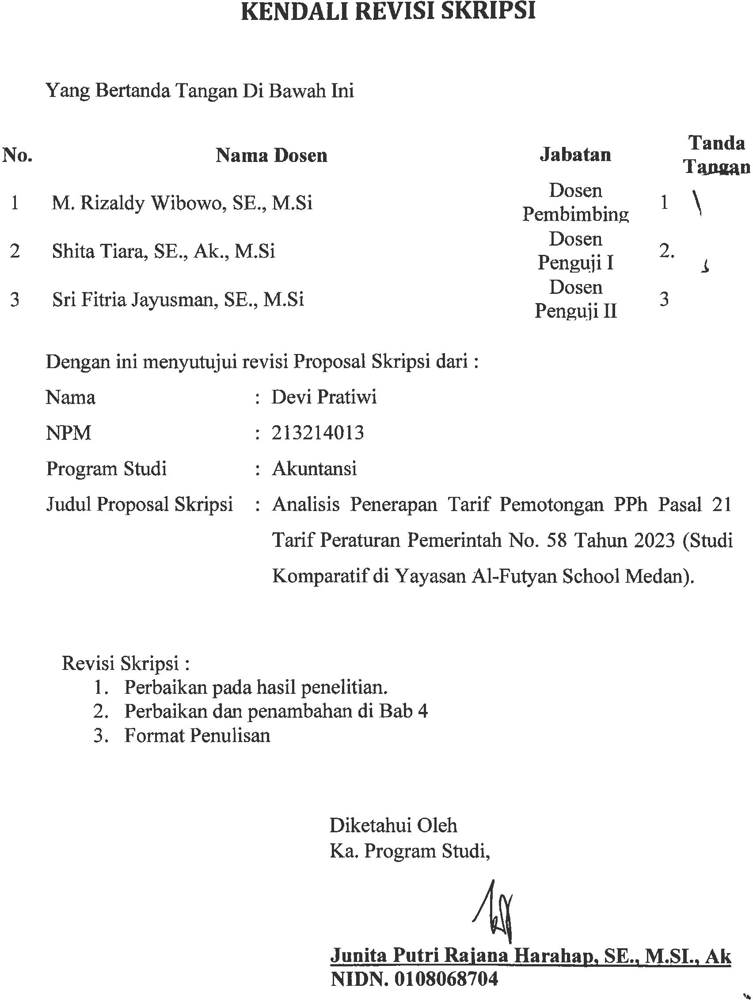 KENDALI REVISI SKRIPSI
Yang Bertanda Tangan Di Bawah Ini
No. Nama Dosen Jabatan Tanda Tangan
1 M. Rizaldy Wibowo, SE., M.Si Dosen Pembimbing 1
2 Shita Tiara, SE., Ak., M.Si Dosen Penguji I 2.
3 Sri Fitria Jayusman, SE., M.Si Dosen Penguji II 3
Dengan ini menyutujui revisi Proposal Skripsi dari :
Nama : Devi Pratiwi
NPM : 213214013
Program Studi : Akuntansi
Judul Proposal Skripsi : Analisis Penerapan Tarif Pemotongan PPh Pasal 21
Tarif Peraturan Pemerintah No. 58 Tahun 2023 (Studi
Komparatif di Yayasan Al-Futyan School Medan).
Revisi Skripsi :
1. Perbaikan pada hasil penelitian.
2. Perbaikan dan penambahan di Bab 4
3. Format Penulisan
Diketahui Oleh
Ka. Program Studi,
Junita Putri Rajana Harahap, SE., M.SI., Ak
NIDN. 0108068704